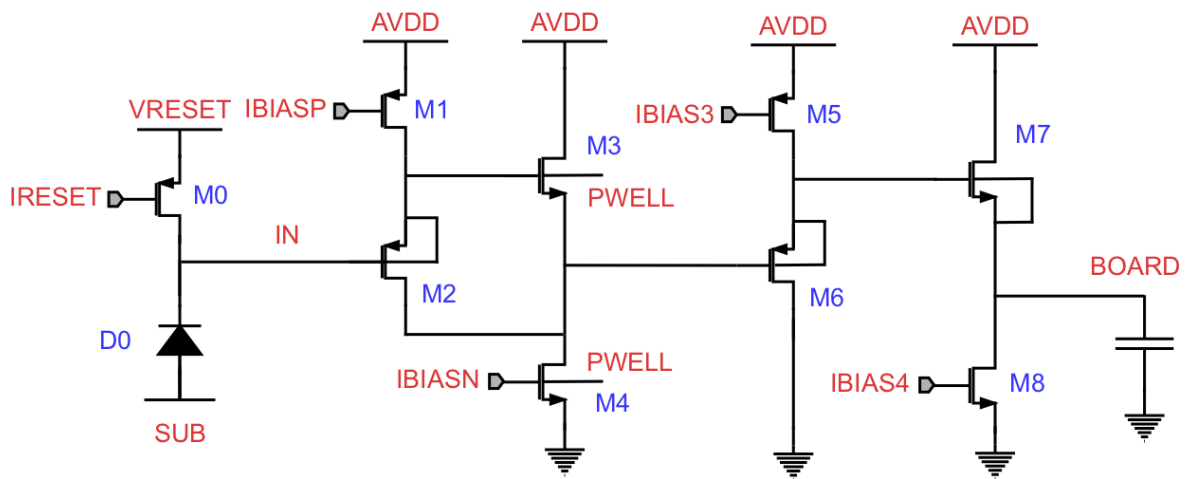 AVDD
AVDD
AVDD
AVDD
VRESET
IBIASP
M1
IBIAS3
M5
M3
M7
IRESET
M0
PWELL
IN
M2
M6
BOARD
D0
PWELL
IBIASN
M4
IBIAS4
M8
SUB